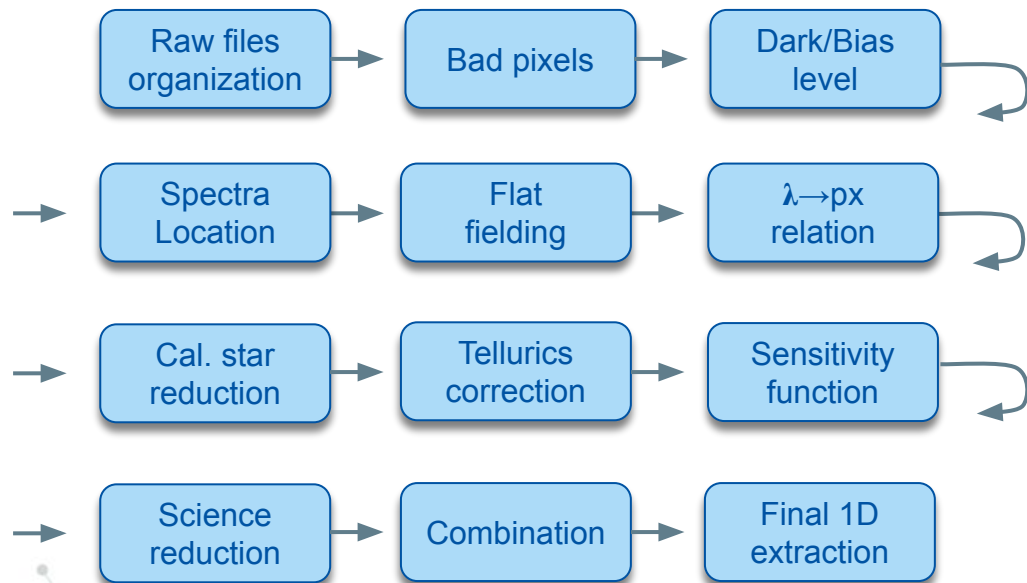 Raw files
organization
Bad pixels
Dark/Bias
level
Spectra
Location
Flat
fielding
λ→px
relation
Cal. star
reduction
Tellurics
correction
Sensitivity
function
Science
reduction
Combination
Final 1D
extraction